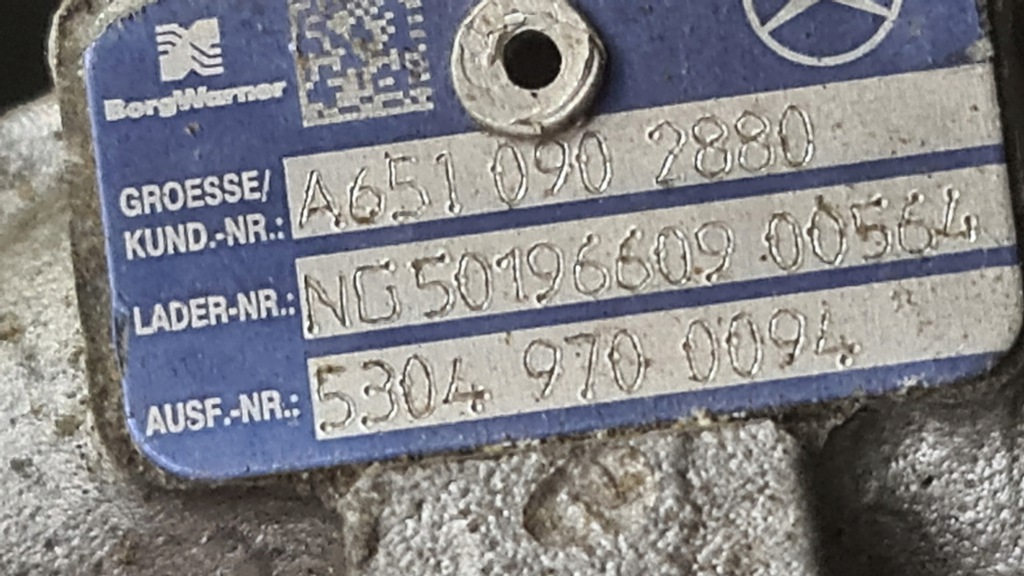 BorgWarner
GROESSE/
KUND.-NR.: A651 090 2880
LADER-NR.: NG50196609 00564
AUSF.-NR.: 5304 970 0094